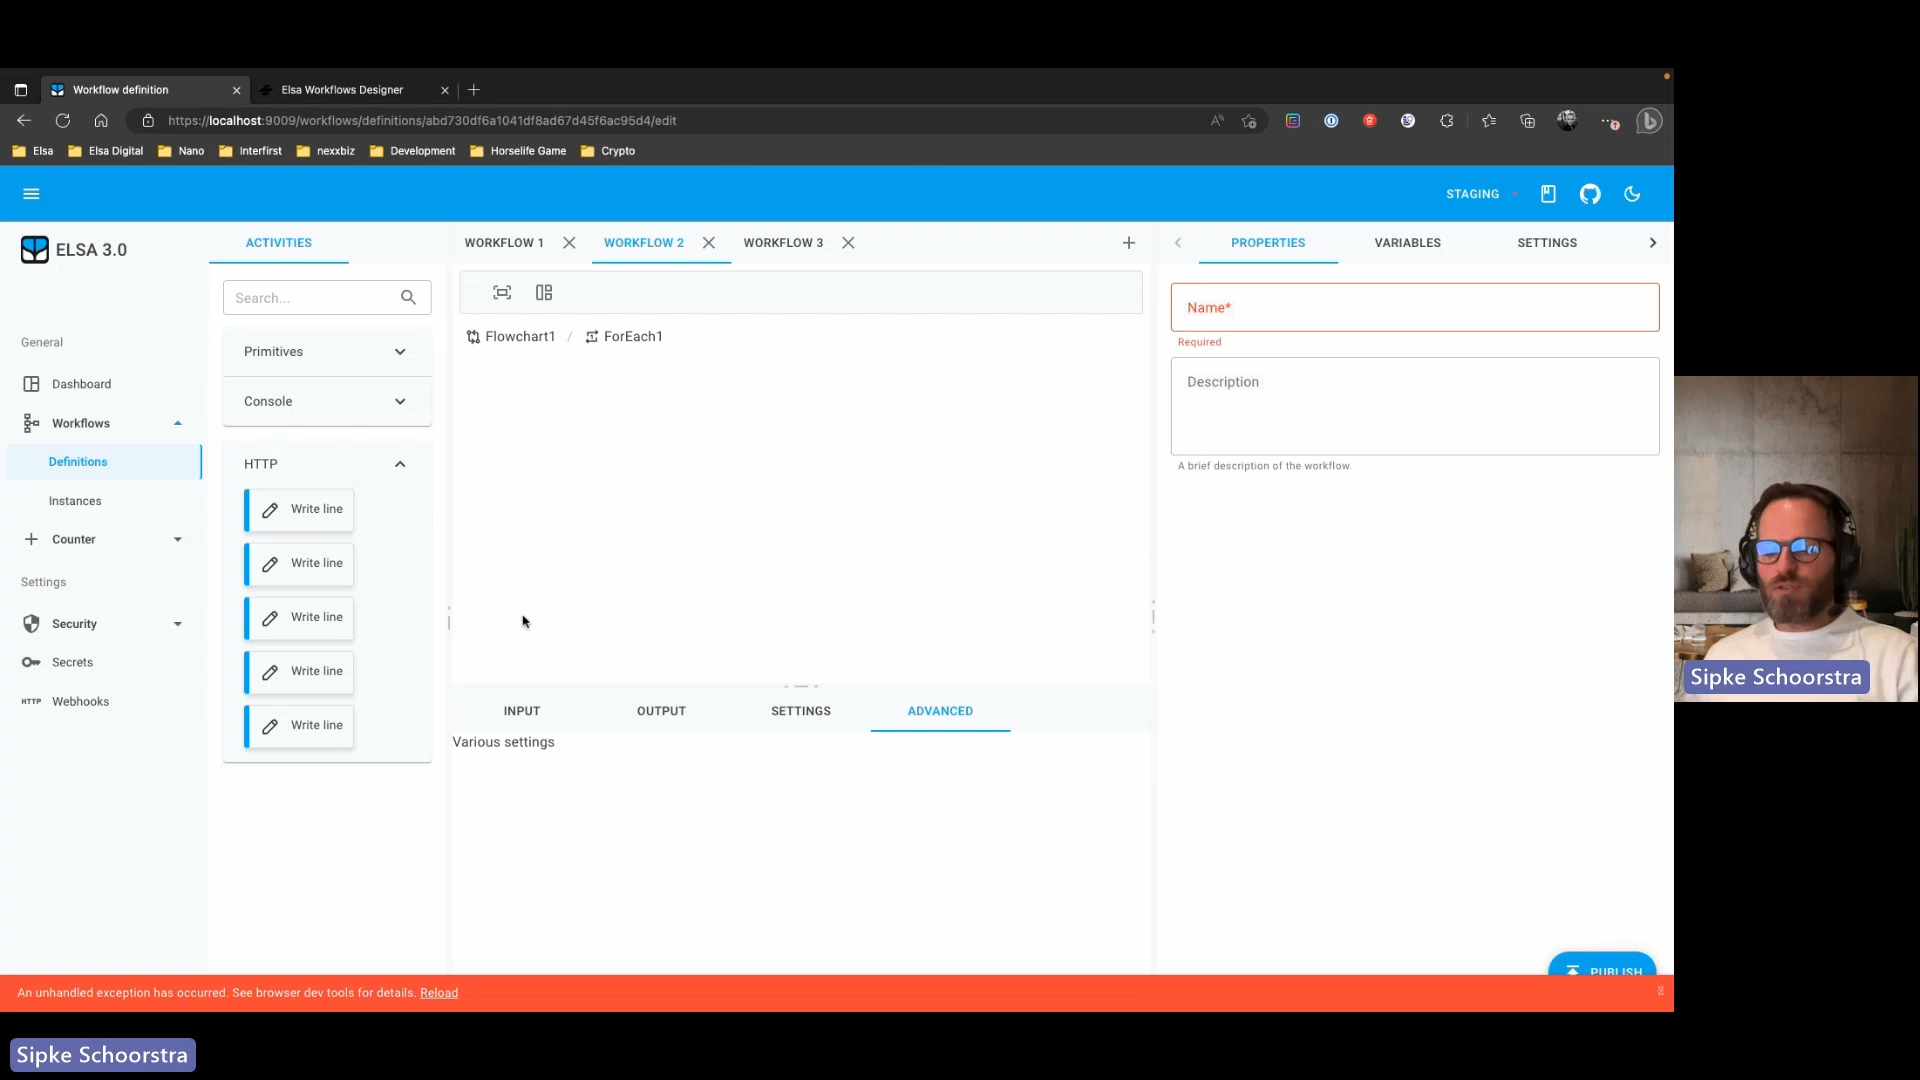 Workflow definition
Elsa Workflows Designer
https://localhost:9009/workflows/definitions/abd730df6a1041df8ad67d45f6ac95d4/edit
Elsa
Elsa Digital
Nano
Interfirst
nexxbiz
Development
Horselife Game
Crypto
STAGING
ELSA 3.0
General
Dashboard
Workflows
Definitions
Instances
Counter
Settings
Security
Secrets
HTTP Webhooks
ACTIVITIES
Search...
Primitives
Console
HTTP
Write line
Write line
Write line
Write line
Write line
WORKFLOW 1
WORKFLOW 2
WORKFLOW 3
Flowchart1 / ForEach1
INPUT
OUTPUT
SETTINGS
ADVANCED
Various settings
PROPERTIES
VARIABLES
SETTINGS
Name*
Required
Description
A brief description of the workflow.
PUBLISH
An unhandled exception has occurred. See browser dev tools for details. Reload
Sipke Schoorstra
Sipke Schoorstra